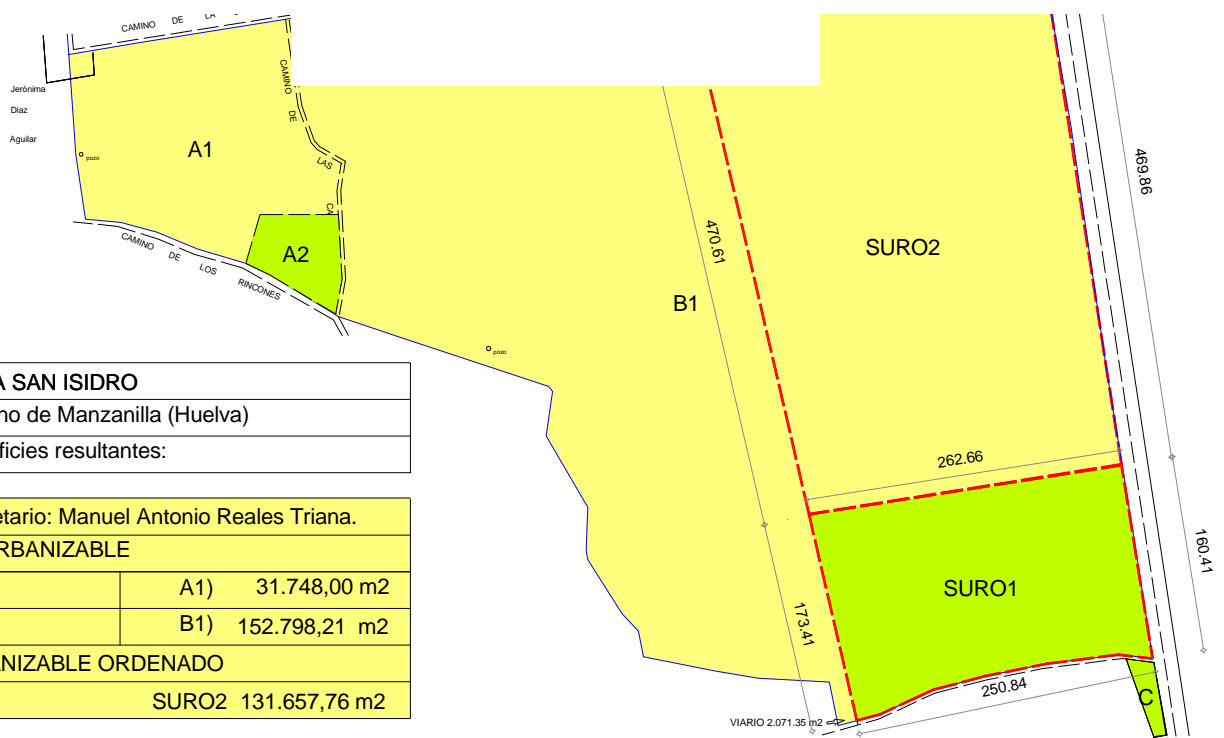 CAMINO DE LA
Jerónima
Diaz
Aguilar
pozo
A1
CAMINO DE LAS CA
A2
CAMINO DE LOS RINCONES
pozo
B1
470.61
SURO2
469.86
262.66
160.41
SURO1
173.41
250.84
C
VIARIO 2.071.35 m2
A SAN ISIDRO
no de Manzanilla (Huelva)
ficies resultantes:
etario: Manuel Antonio Reales Triana.
RBANIZABLE
A1) 31.748,00 m2
B1) 152.798,21 m2
ANIZABLE ORDENADO
SURO2 131.657,76 m2